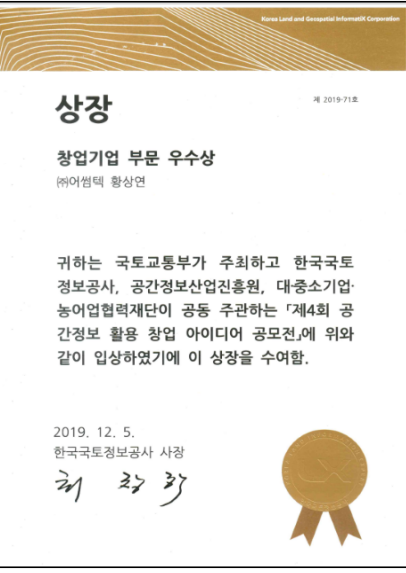 Korea Land and Geospatial InformatiX Corporation
제 2019-71호
상장
창업기업 부문 우수상
㈜어썸텍 황상연
귀하는 국토교통부가 주최하고 한국국토
정보공사, 공간정보산업진흥원, 대·중소기업·
농어업협력재단이 공동 주관하는 「제4회 공
간정보 활용 창업 아이디어 공모전」에 위와
같이 입상하였기에 이 상장을 수여함.
2019. 12. 5.
한국국토정보공사 사장